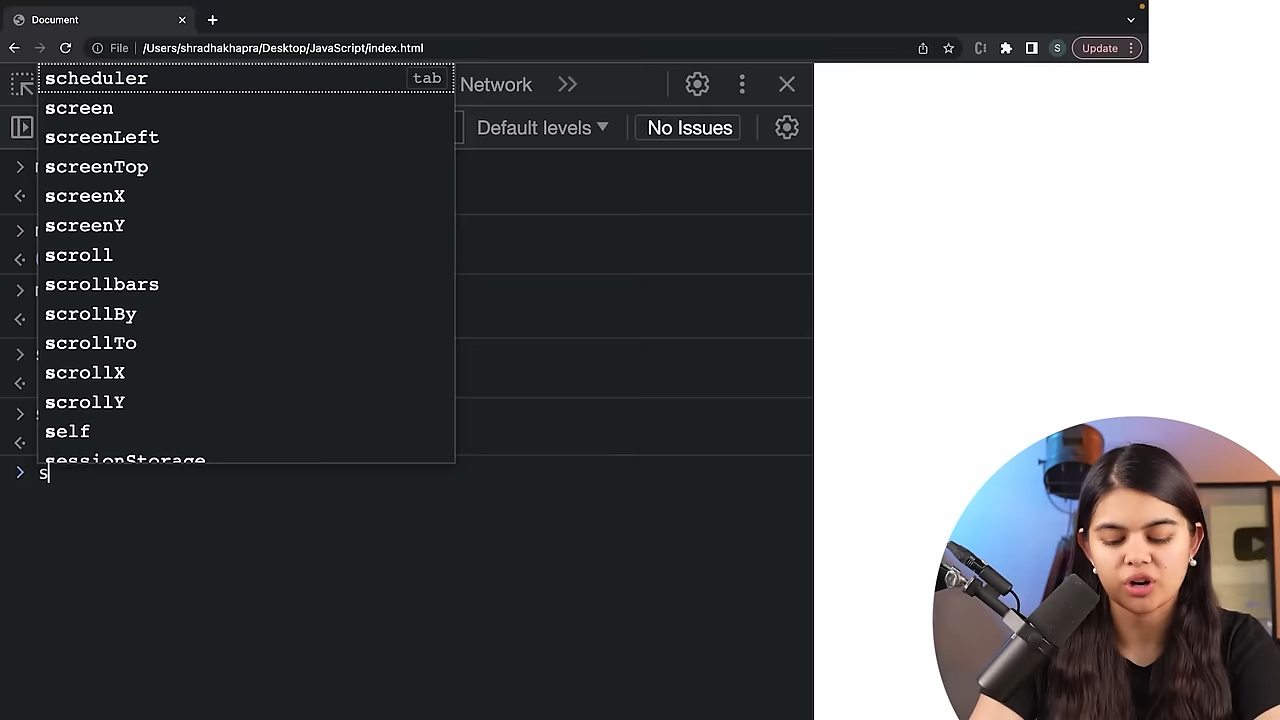 Document
File
/Users/shradhakhapra/Desktop/JavaScript/index.html
S
Update
scheduler
tab
Network
screen
Default levels
No Issues
screenLeft
screenTop
screenX
screenY
scroll
scrollbars
scrollBy
scrollTo
scrollX
scrollY
self
sessionStorage
s